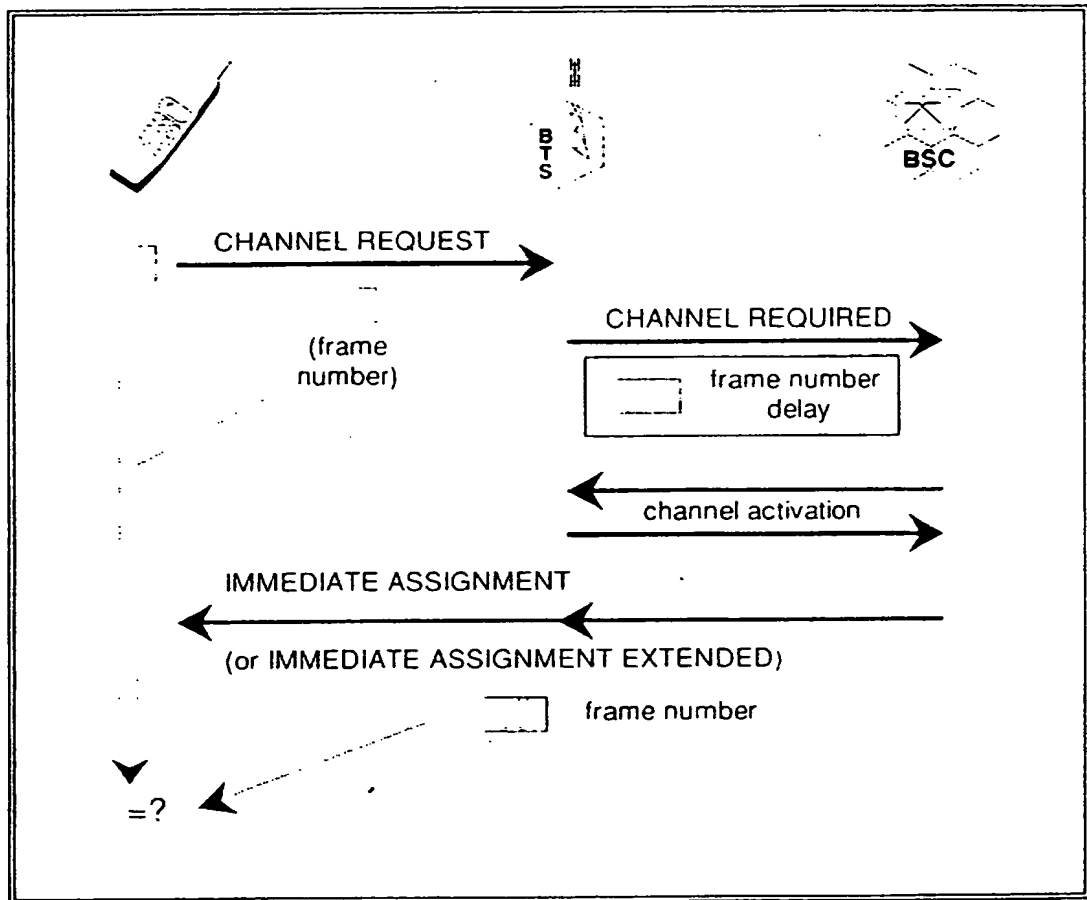 BTS
BSC
CHANNEL REQUEST
CHANNEL REQUIRED
(frame
number)
frame number
delay
channel activation
IMMEDIATE ASSIGNMENT
(or IMMEDIATE ASSIGNMENT EXTENDED)
frame number
=?